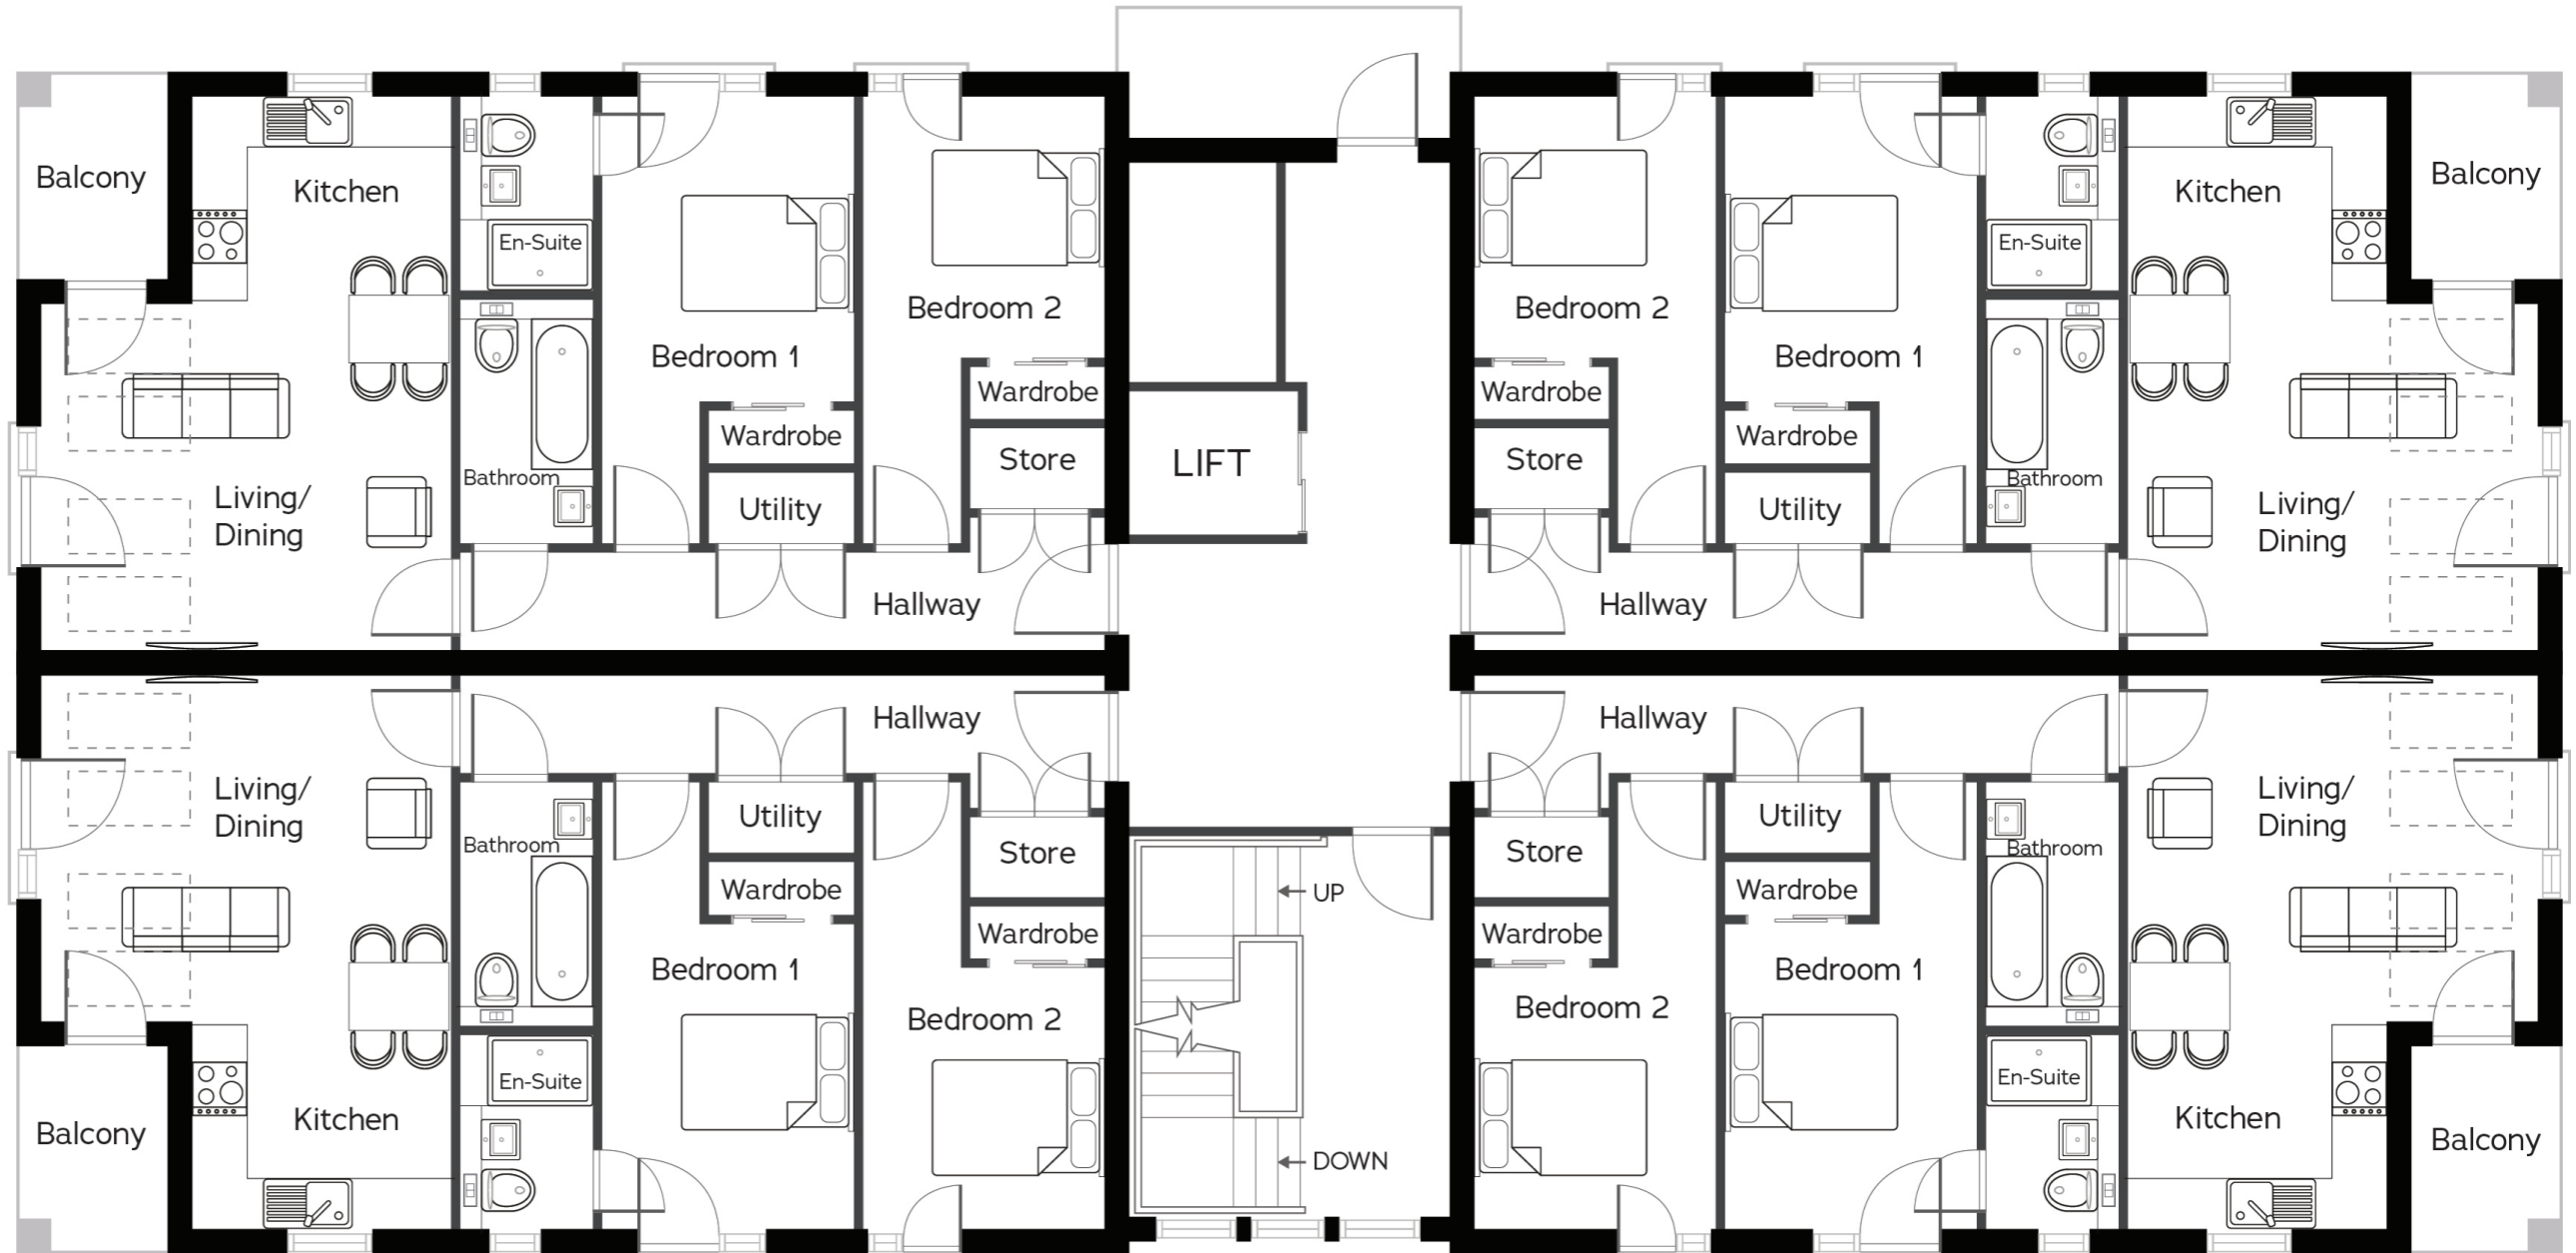 Balcony
Kitchen
En-Suite
Bedroom 1
Bedroom 2
Wardrobe
Wardrobe
Bathroom
Store
Utility
Living/
Dining
Hallway
LIFT
Bedroom 2
Bedroom 1
En-Suite
Kitchen
Balcony
Wardrobe
Wardrobe
Store
Utility
Bathroom
Living/
Dining
Hallway
Hallway
Living/
Dining
Utility
Bathroom
Store
Wardrobe
Wardrobe
Bedroom 1
Bedroom 2
En-Suite
Kitchen
Balcony
UP
DOWN
Hallway
Living/
Dining
Utility
Bathroom
Store
Wardrobe
Wardrobe
Bedroom 1
Bedroom 2
En-Suite
Kitchen
Balcony